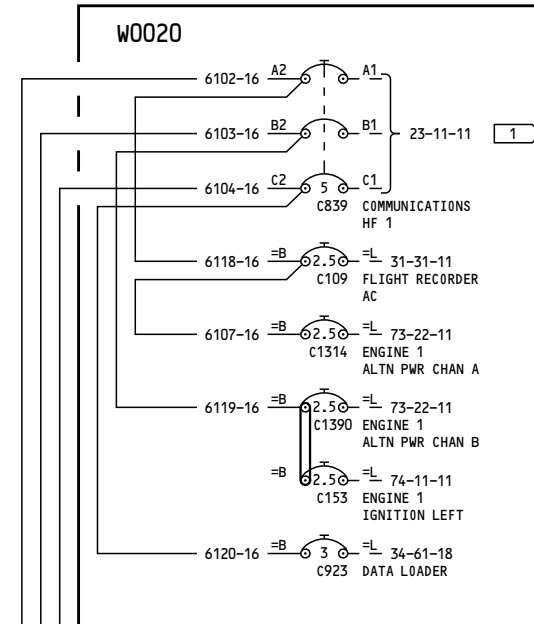 W0020
6102-16 A2 A1
6103-16 B2 B1 23-11-11 1
6104-16 C2 5 C1
C839 COMMUNICATIONS
HF 1
6118-16 =B 2.5 =L 31-31-11
C109 FLIGHT RECORDER
AC
6107-16 =B 2.5 =L 73-22-11
C1314 ENGINE 1
ALTN PWR CHAN A
6119-16 =B 2.5 =L 73-22-11
C1390 ENGINE 1
ALTN PWR CHAN B
=B 2.5 =L 74-11-11
C153 ENGINE 1
IGNITION LEFT
6120-16 =B 3 =L 34-61-18
C923 DATA LOADER